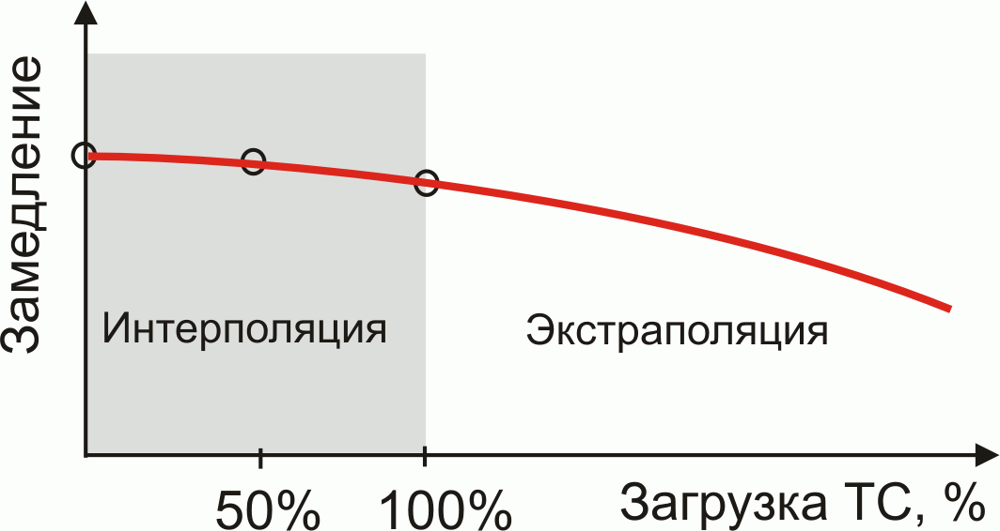 Замедление
Интерполяция
Экстраполяция
50%
100%
Загрузка ТС, %